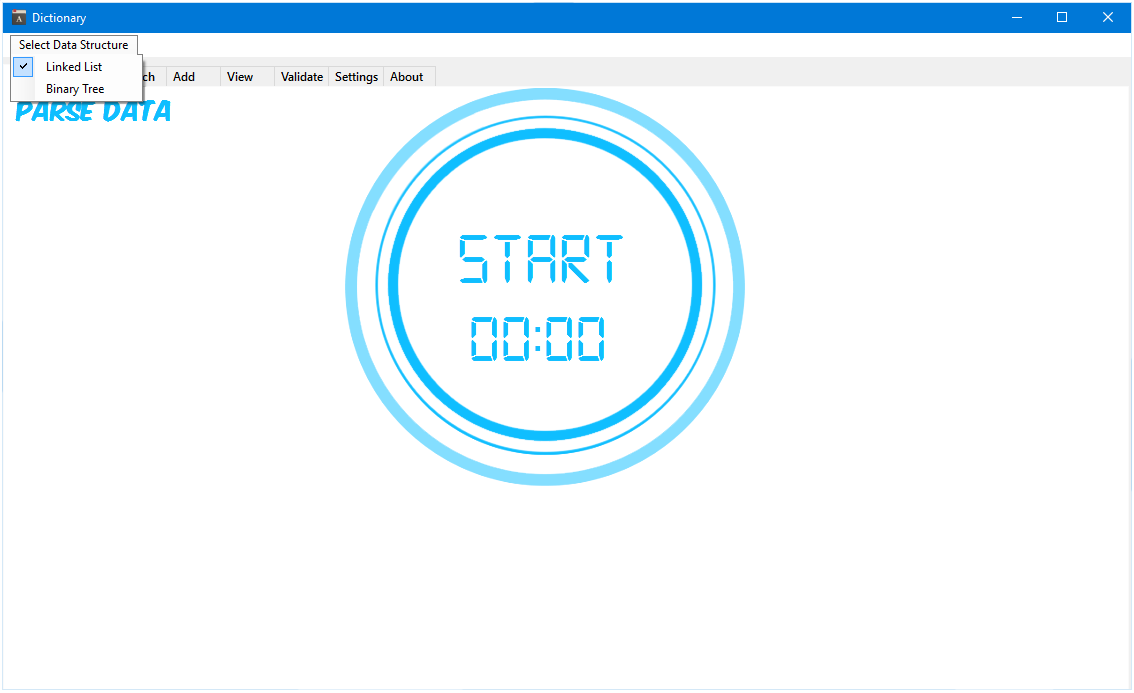 Dictionary
Select Data Structure
Linked List
Binary Tree
ch Add View Validate Settings About
PARSE DATA
START
00:00